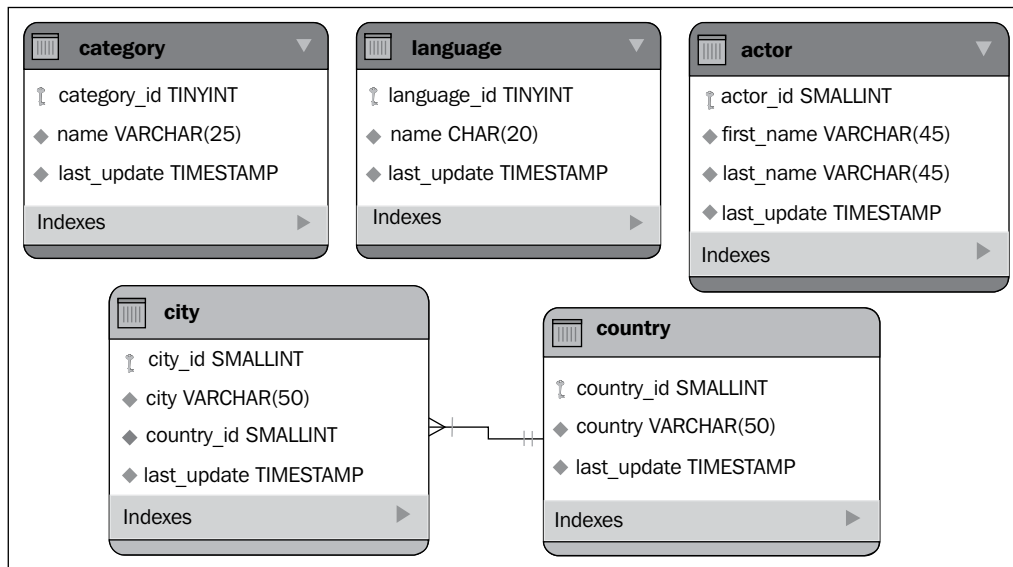 category
category_id TINYINT
name VARCHAR(25)
last_update TIMESTAMP
Indexes
language
language_id TINYINT
name CHAR(20)
last_update TIMESTAMP
Indexes
actor
actor_id SMALLINT
first_name VARCHAR(45)
last_name VARCHAR(45)
last_update TIMESTAMP
Indexes
city
city_id SMALLINT
city VARCHAR(50)
country_id SMALLINT
last_update TIMESTAMP
Indexes
country
country_id SMALLINT
country VARCHAR(50)
last_update TIMESTAMP
Indexes